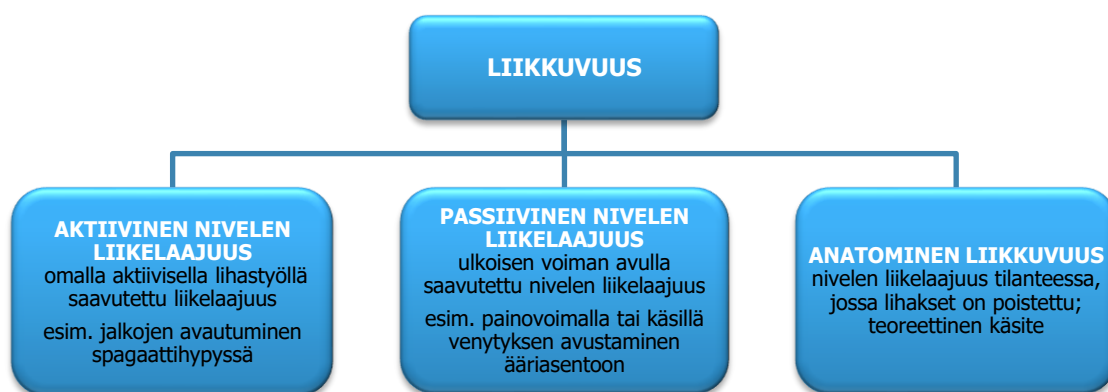 LIIKKUVUUS
AKTIIVINEN NIVELEN
LIIKELAAJUUS
omalla aktiivisella lihastyöllä
saavutettu liikelaajuus
esim. jalkojen avautuminen
spagaattihypyssä
PASSIIVINEN NIVELEN
LIIKELAAJUUS
ulkoisen voiman avulla
saavutettu nivelen liikelaajuus
esim. painovoimalla tai käsillä
venytyksen avustaminen
ääriasentoon
ANATOMINEN LIIKKUVUUS
nivelen liikelaajuus tilanteessa,
jossa lihakset on poistettu;
teoreettinen käsite